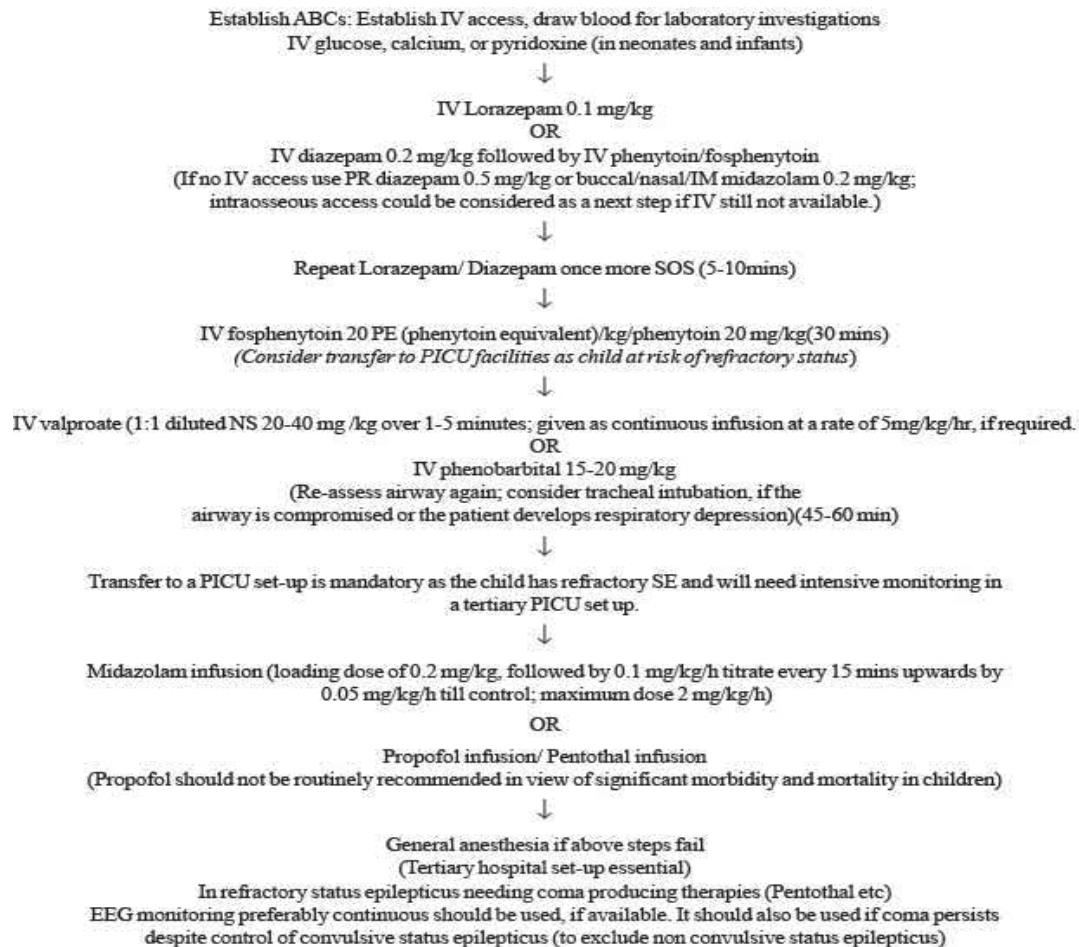 Establish ABCs: Establish IV access, draw blood for laboratory investigations
IV glucose, calcium, or pyridoxine (in neonates and infants)
↓
IV Lorazepam 0.1 mg/kg
OR
IV diazepam 0.2 mg/kg followed by IV phenytoin/fosphenytoin
(If no IV access use PR diazepam 0.5 mg/kg or buccal/nasal/IM midazolam 0.2 mg/kg;
intraosseous access could be considered as a next step if IV still not available.)
↓
Repeat Lorazepam/ Diazepam once more SOS (5-10mins)
↓
IV fosphenytoin 20 PE (phenytoin equivalent)/kg/phenytoin 20 mg/kg(30 mins)
(Consider transfer to PICU facilities as child at risk of refractory status)
↓
IV valproate (1:1 diluted NS 20-40 mg /kg over 1-5 minutes; given as continuous infusion at a rate of 5mg/kg/hr, if required.
OR
IV phenobarbital 15-20 mg/kg
(Re-assess airway again; consider tracheal intubation, if the
airway is compromised or the patient develops respiratory depression)(45-60 min)
↓
Transfer to a PICU set-up is mandatory as the child has refractory SE and will need intensive monitoring in
a tertiary PICU set up.
↓
Midazolam infusion (loading dose of 0.2 mg/kg, followed by 0.1 mg/kg/h titrate every 15 mins upwards by
0.05 mg/kg/h till control; maximum dose 2 mg/kg/h)
OR
Propofol infusion/ Pentothal infusion
(Propofol should not be routinely recommended in view of significant morbidity and mortality in children)
↓
General anesthesia if above steps fail
(Tertiary hospital set-up essential)
In refractory status epilepticus needing coma producing therapies (Pentothal etc)
EEG monitoring preferably continuous should be used, if available. It should also be used if coma persists
despite control of convulsive status epilepticus (to exclude non convulsive status epilepticus)